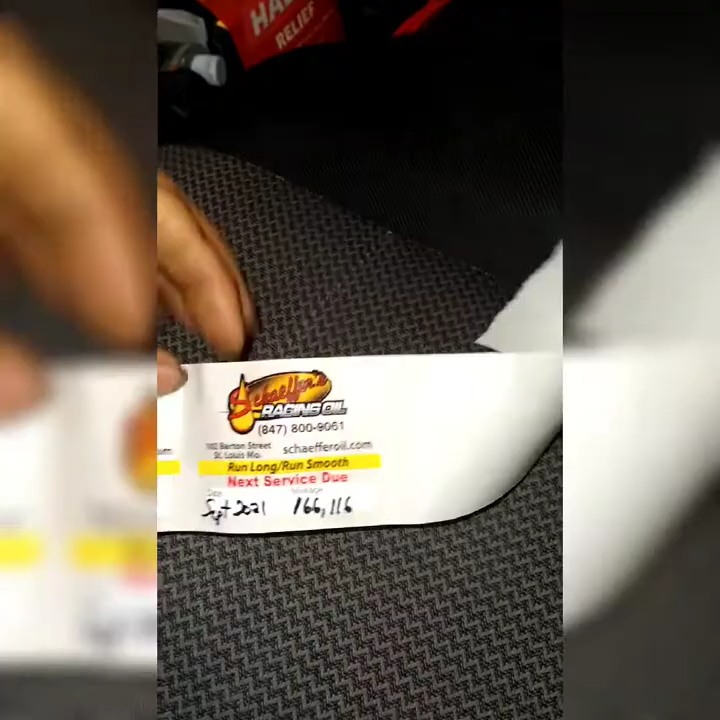 HA
RELIEF
Schaeffer's
RACING OIL
(847) 800-9061
102 Barton Street
St. Louis Mo.
schaefferoil.com
Run Long/Run Smooth
Next Service Due
Date Mileage
Sept 2021 166,116